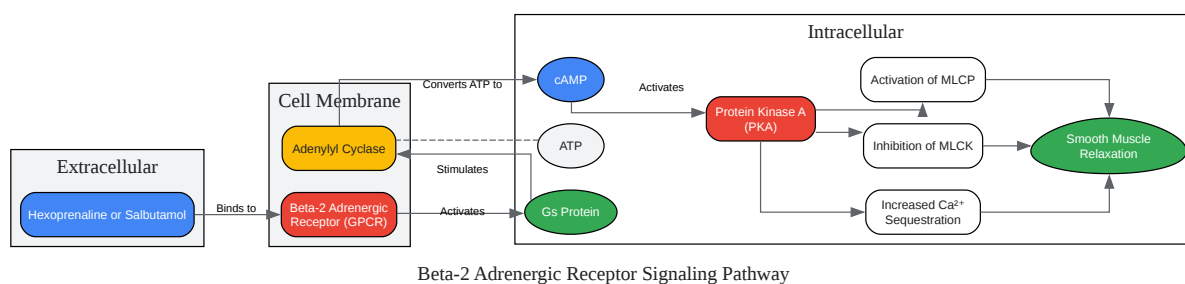 Extracellular
Hexoprenaline or Salbutamol
Binds to
Cell Membrane
Adenylyl Cyclase
Beta-2 Adrenergic
Receptor (GPCR)
Converts ATP to
Stimulates
Activates
Intracellular
cAMP
ATP
Gs Protein
Activates
Protein Kinase A
(PKA)
Activation of MLCP
Inhibition of MLCK
Increased Ca²⁺
Sequestration
Smooth Muscle
Relaxation
Beta-2 Adrenergic Receptor Signaling Pathway